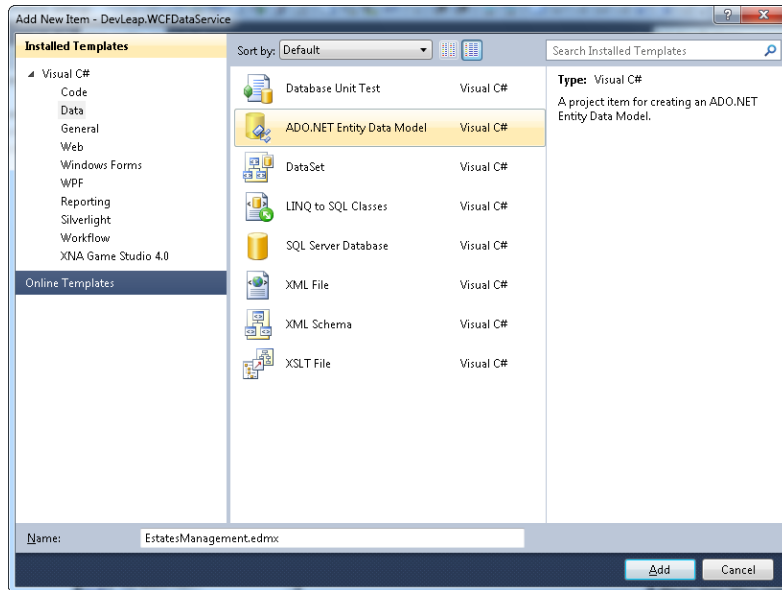 Add New Item - DevLeap.WCFDataService
Installed Templates
Visual C#
Code
Data
General
Web
Windows Forms
WPF
Reporting
Silverlight
Workflow
XNA Game Studio 4.0
Online Templates
Sort by: Default
Database Unit Test Visual C#
ADO.NET Entity Data Model Visual C#
DataSet Visual C#
LINQ to SQL Classes Visual C#
SQL Server Database Visual C#
XML File Visual C#
XML Schema Visual C#
XSLT File Visual C#
Search Installed Templates
Type: Visual C#
A project item for creating an ADO.NET
Entity Data Model.
Name: EstatesManagement.edmx
Add Cancel